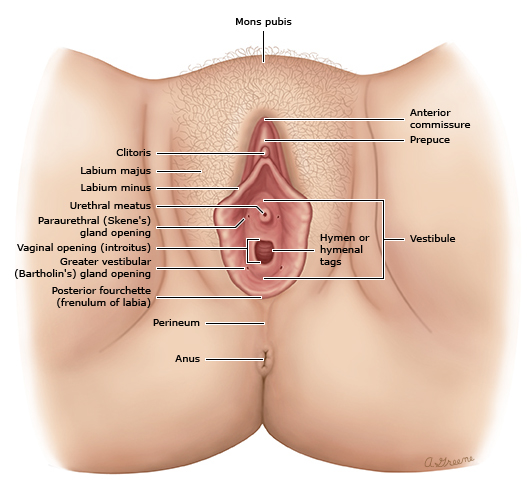 Mons pubis
Anterior
commissure
Prepuce
Clitoris
Labium majus
Labium minus
Urethral meatus
Paraurethral (Skene's)
gland opening
Vaginal opening (introitus)
Greater vestibular
(Bartholin's) gland opening
Posterior fourchette
(frenulum of labia)
Hymen or
hymenal
tags
Vestibule
Perineum
Anus
A. Greene